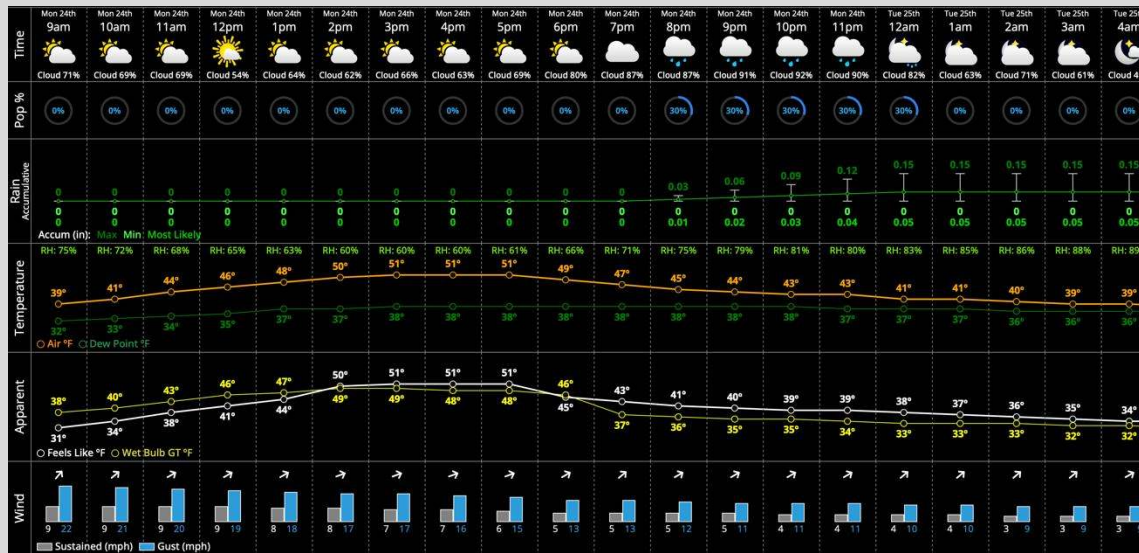 Mon 24th Mon 24th Mon 24th Mon 24th Mon 24th Mon 24th Mon 24th Mon 24th Mon 24th Mon 24th Mon 24th Mon 24th Mon 24th Mon 24th Mon 24th Tue 25th Tue 25th Tue 25th Tue 25th Tue 25th
9am 10am 11am 12pm 1pm 2pm 3pm 4pm 5pm 6pm 7pm 8pm 9pm 10pm 11pm 12am 1am 2am 3am 4am
Time
Cloud 71% Cloud 69% Cloud 69% Cloud 54% Cloud 64% Cloud 62% Cloud 66% Cloud 63% Cloud 69% Cloud 80% Cloud 87% Cloud 87% Cloud 91% Cloud 92% Cloud 90% Cloud 82% Cloud 63% Cloud 71% Cloud 61% Cloud 4
Pop %
0% 0% 0% 0% 0% 0% 0% 0% 0% 0% 0% 30% 30% 30% 30% 30% 0% 0% 0% 0%
Rain
Accumulative
0 0 0 0 0 0 0 0 0 0 0 0.03 0.06 0.09 0.12 0.15 0.15 0.15 0.15 0.15
0 0 0 0 0 0 0 0 0 0 0 0 0 0 0 0 0 0 0 0
0 0 0 0 0 0 0 0 0 0 0 0.01 0.02 0.03 0.04 0.05 0.05 0.05 0.05 0.05
Accum (in): Max Min Most Likely
Temperature
RH: 75% RH: 72% RH: 68% RH: 65% RH: 63% RH: 60% RH: 60% RH: 60% RH: 61% RH: 66% RH: 71% RH: 75% RH: 79% RH: 81% RH: 80% RH: 83% RH: 85% RH: 86% RH: 88% RH: 89
39° 41° 44° 46° 48° 50° 51° 51° 51° 49° 47° 45° 44° 43° 43° 41° 41° 40° 39° 39°
32° 33° 34° 35° 37° 37° 38° 38° 38° 38° 38° 38° 38° 38° 37° 37° 37° 36° 36° 36°
Air °F Dew Point °F
Apparent
38° 40° 43° 46° 47° 50° 51° 51° 51° 46° 43° 41° 40° 39° 39° 38° 37° 36° 35° 34°
31° 34° 38° 41° 44° 49° 49° 48° 48° 45° 37° 36° 35° 35° 34° 33° 33° 33° 32° 32°
Feels Like °F Wet Bulb GT °F
Wind
9 22 9 21 9 20 9 19 8 18 8 17 7 17 7 16 6 15 5 13 5 13 5 12 5 11 4 11 4 11 4 10 4 10 3 9 3 9 3
Sustained (mph) Gust (mph)